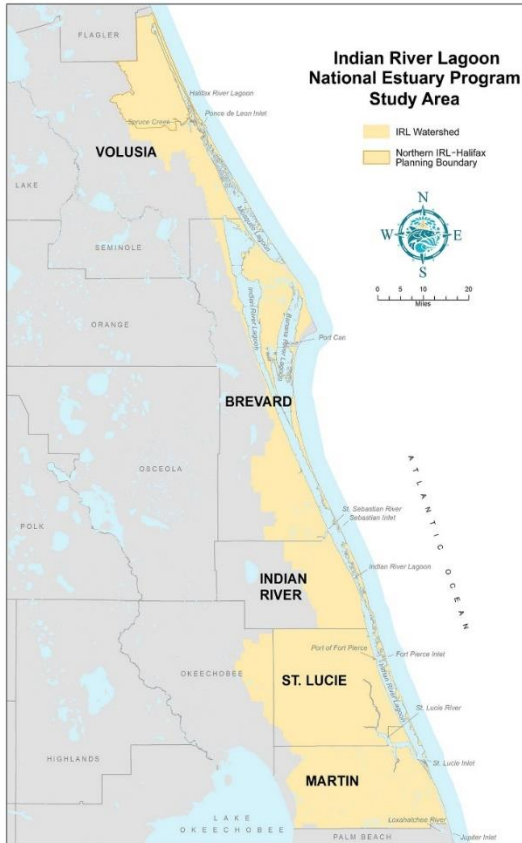 Indian River Lagoon
National Estuary Program
Study Area
IRL Watershed
Northern IRL-Halifax
Planning Boundary
N
W
E
S
0 5 10 20
Miles
FLAGLER
Halifax River Lagoon
Ponce de Leon Inlet
Spruce Creek
VOLUSIA
LAKE
Mosquito Lagoon
SEMINOLE
Indian River Lagoon
Banana River Lagoon
ORANGE
Port Can
BREVARD
OSCEOLA
ATLANTIC OCEAN
St. Sebastian River
Sebastian Inlet
POLK
Indian River Lagoon
INDIAN
RIVER
Port of Fort Pierce
Fort Pierce Inlet
OKEECHOBEE
Indian River Lagoon
ST. LUCIE
St. Lucie River
HIGHLANDS
St. Lucie Inlet
MARTIN
LAKE
OKEECHOBEE
Loxahatchee River
PALM BEACH
Jupiter Inlet